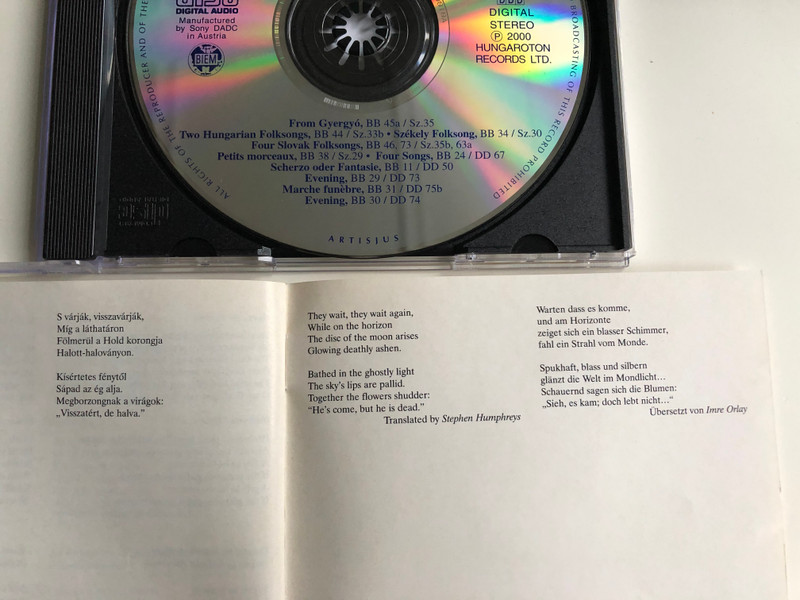 DIGITAL AUDIO
Manufactured
by Sony DADC
in Austria
BIEM
DDD
DIGITAL
STEREO
Ⓟ 2000
HUNGAROTON
RECORDS LTD.
ALL RIGHTS OF THE REPRODUCER AND OF THE
BROADCASTING OF THIS RECORD PROHIBITED
From Gyergyó, BB 45a / Sz.35
Two Hungarian Folksongs, BB 44 / Sz.33b • Székely Folksong, BB 34 / Sz.30
Four Slovak Folksongs, BB 46, 73 / Sz.35b, 63a
Petits morceaux, BB 38 / Sz.29 • Four Songs, BB 24 / DD 67
Scherzo oder Fantasie, BB 11 / DD 50
Evening, BB 29 / DD 73
Marche funèbre, BB 31 / DD 75b
Evening, BB 30 / DD 74
ARTISJUS
S várják, visszavárják,
Míg a láthatáron
Fölmerül a Hold korongja
Halott-haloványon.
Kísértetes fénytől
Sápad az ég alja.
Megborzongnak a virágok:
„Visszatért, de halva.”
They wait, they wait again,
While on the horizon
The disc of the moon arises
Glowing deathly ashen.
Bathed in the ghostly light
The sky's lips are pallid.
Together the flowers shudder:
“He's come, but he is dead.”
Translated by Stephen Humphreys
Warten dass es komme,
und am Horizonte
zeiget sich ein blasser Schimmer,
fahl ein Strahl vom Monde.
Spukhaft, blass und silbern
glänzt die Welt im Mondlicht…
Schauernd sagen sich die Blumen:
„Sieh, es kam; doch lebt nicht…“
Übersetzt von Imre Orlay